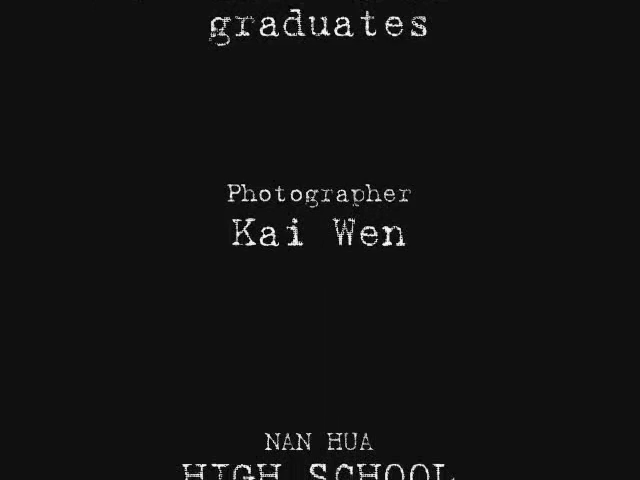 graduates
Photographer
Kai Wen
NAN HUA
HIGH SCHOOL